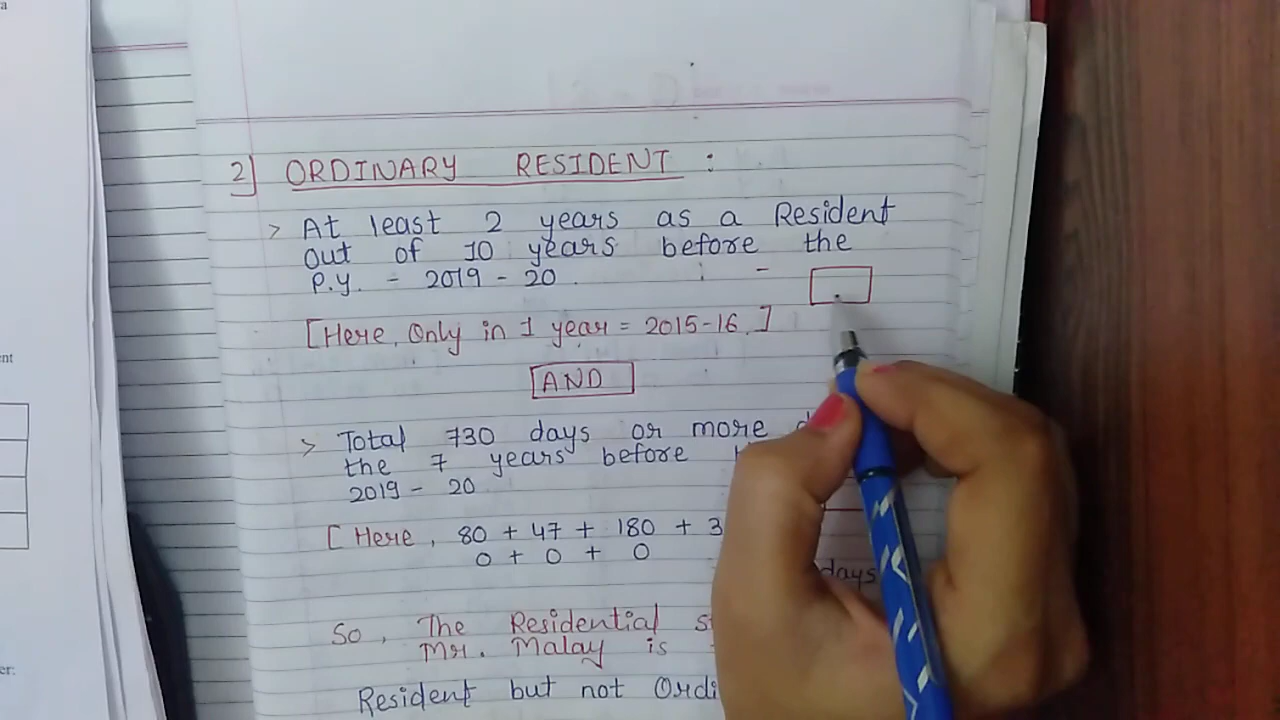 2] ORDINARY RESIDENT :
> At least 2 years as a Resident
out of 10 years before the
P.Y. - 2019 - 20.
[Here, Only in 1 year = 2015-16.]
AND
> Total 730 days or more
the 7 years before
2019 - 20
[Here, 80 + 47 + 180 + 3
0 + 0 + 0
days
So, The Residential
Mr. Malay is
Resident but not Ordi